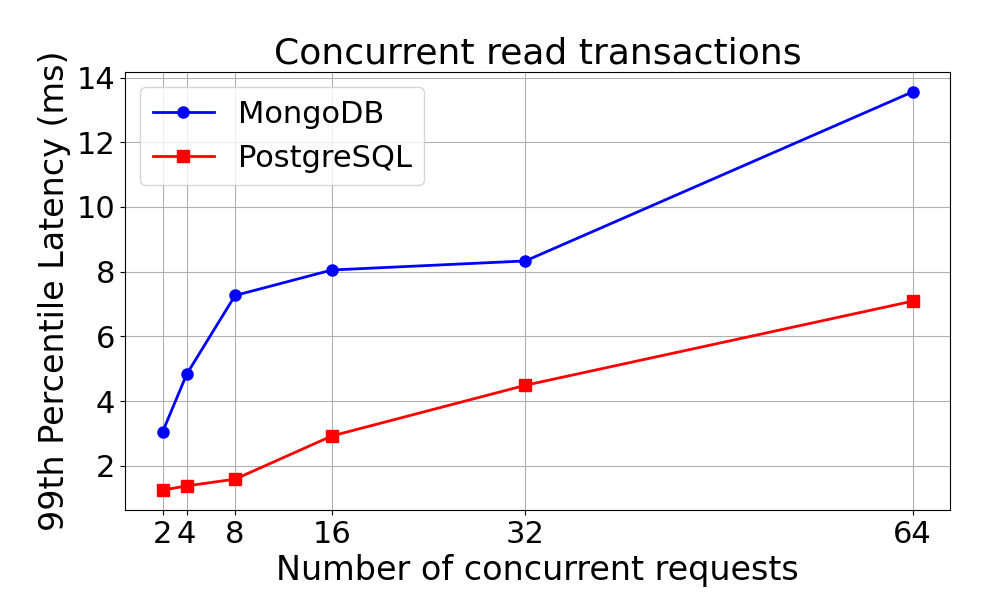 Concurrent read transactions
99th Percentile Latency (ms)
14
12
10
8
6
4
2
MongoDB
PostgreSQL
2 4 8 16 32 64
Number of concurrent requests